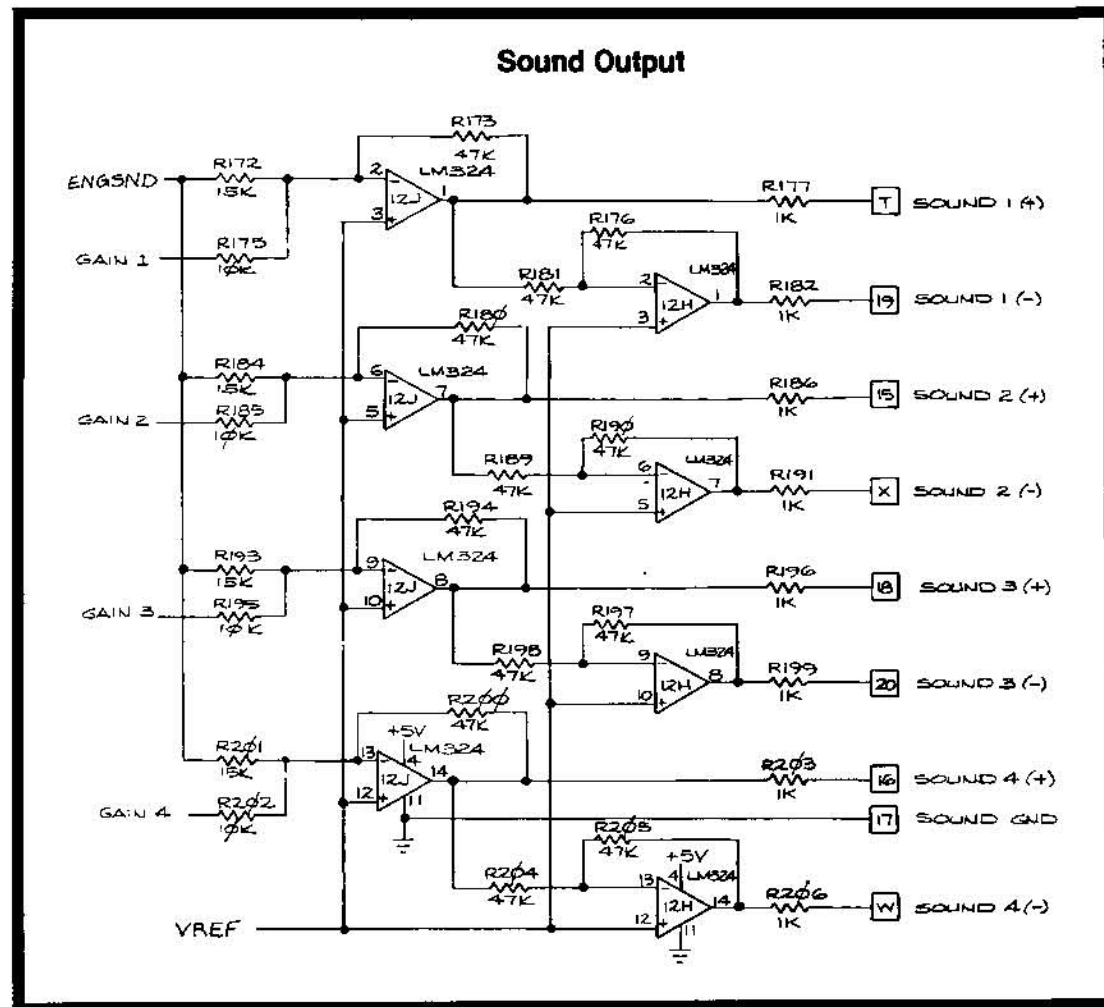 Sound Output
R173
47K
LM324
ENGSND
R172
15K
2
3
12J
1
R177
1K
T
SOUND 1 (+)
GAIN 1
R175
10K
R176
47K
R181
47K
LM324
2
3
12H
1
R182
1K
19
SOUND 1 (-)
R180
47K
R184
15K
6
5
12J
7
LM324
R186
1K
15
SOUND 2 (+)
GAIN 2
R185
10K
R190
47K
R189
47K
LM324
6
5
12H
7
R191
1K
X
SOUND 2 (-)
R194
47K
LM324
R193
15K
9
10
12J
8
R196
1K
18
SOUND 3 (+)
GAIN 3
R195
10K
R197
47K
R198
47K
LM324
9
10
12H
8
R199
1K
20
SOUND 3 (-)
R200
47K
+5V
4
LM324
R201
15K
13
12
12J
14
11
R203
1K
16
SOUND 4 (+)
GAIN 4
R202
10K
17
SOUND GND
R205
47K
+5V
4
LM324
R204
47K
13
12
12H
14
11
R206
1K
W
SOUND 4 (-)
VREF